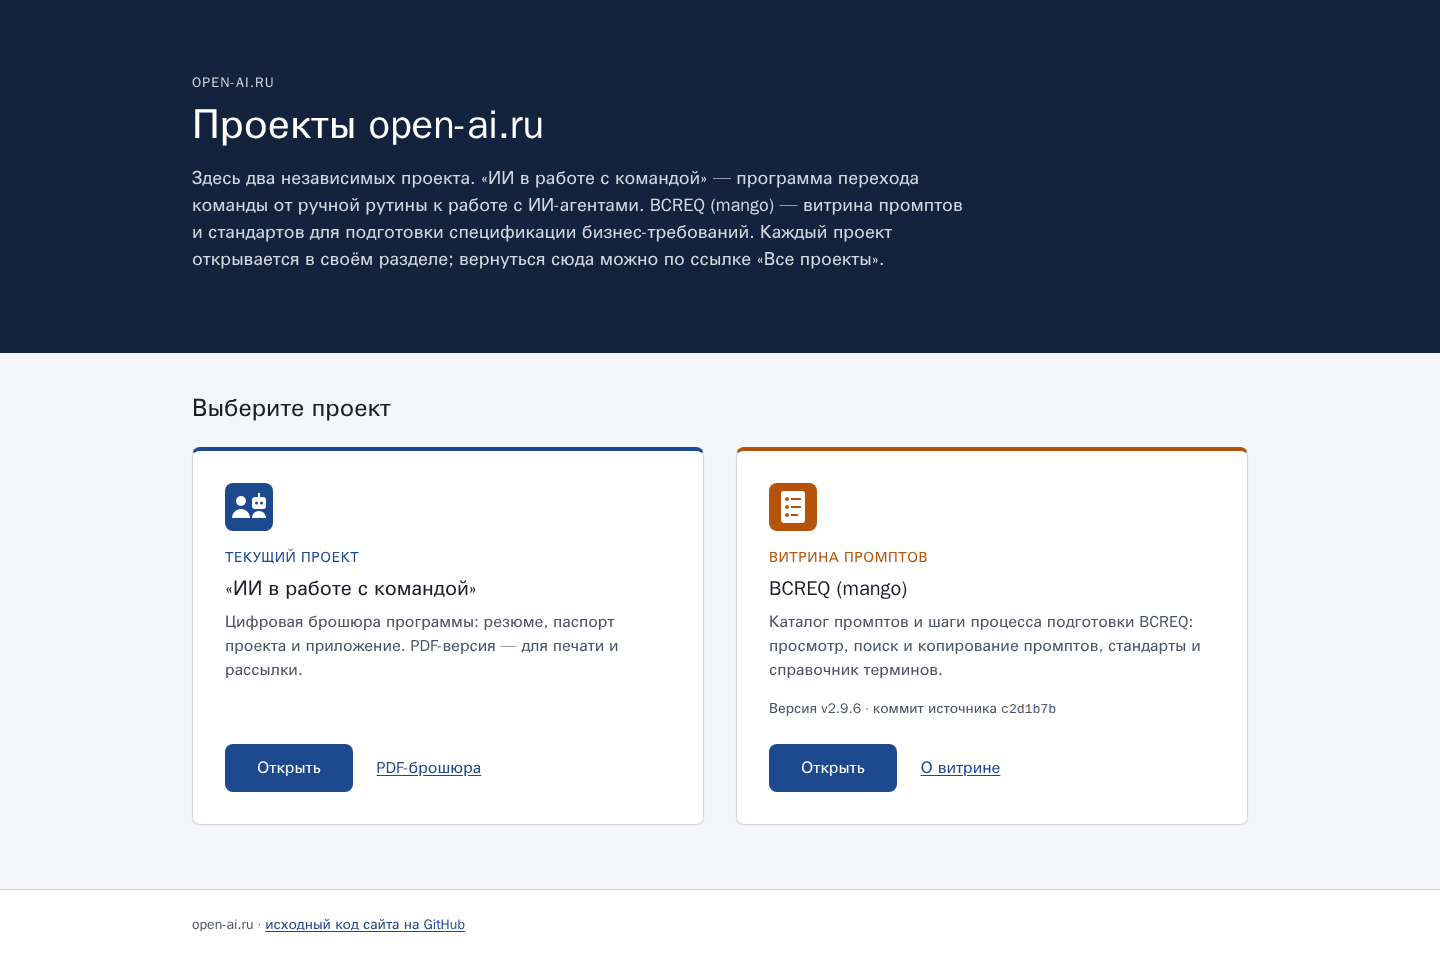 OPEN-AI.RU
Проекты open-ai.ru
Здесь два независимых проекта. «ИИ в работе с командой» — программа перехода
команды от ручной рутины к работе с ИИ-агентами. BCREQ (mango) — витрина промптов
и стандартов для подготовки спецификации бизнес-требований. Каждый проект
открывается в своём разделе; вернуться сюда можно по ссылке «Все проекты».
Выберите проект
ТЕКУЩИЙ ПРОЕКТ
«ИИ в работе с командой»
Цифровая брошюра программы: резюме, паспорт
проекта и приложение. PDF-версия — для печати и
рассылки.
Открыть
PDF-брошюра
ВИТРИНА ПРОМПТОВ
BCREQ (mango)
Каталог промптов и шаги процесса подготовки BCREQ:
просмотр, поиск и копирование промптов, стандарты и
справочник терминов.
Версия v2.9.6 · коммит источника c2d1b7b
Открыть
О витрине
open-ai.ru · исходный код сайта на GitHub